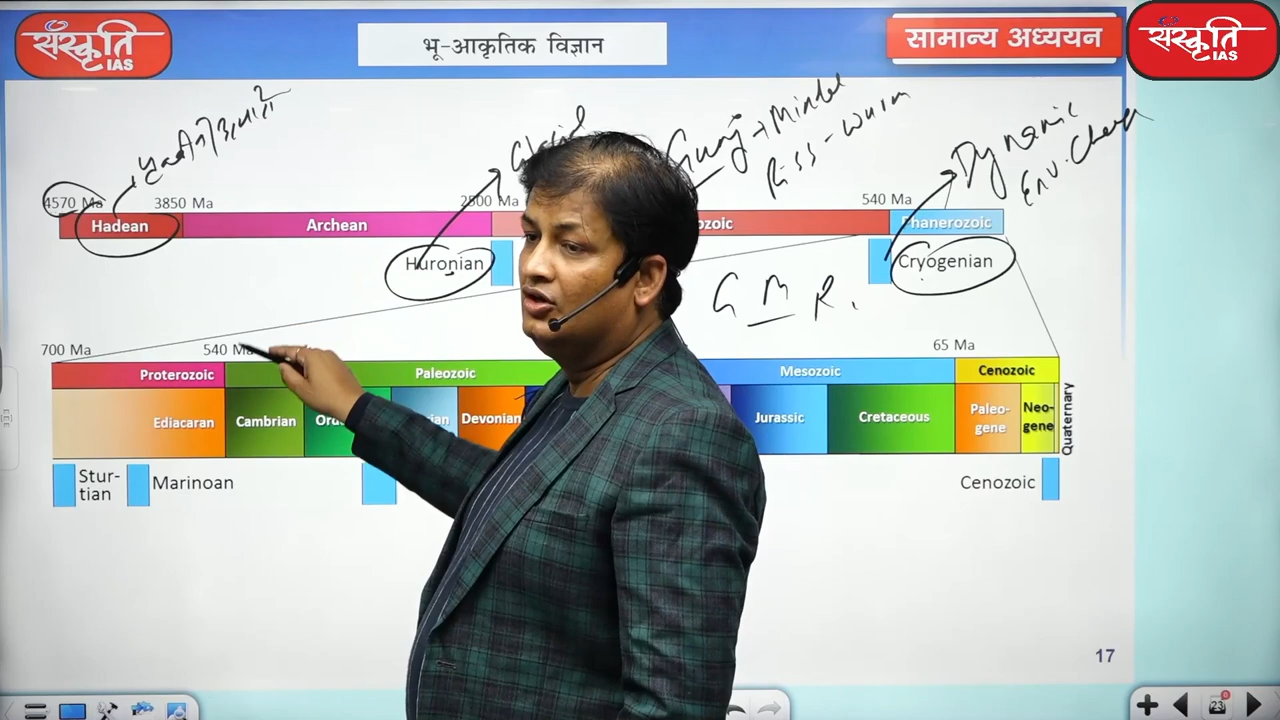 संस्कृति
IAS
भू-आकृतिक विज्ञान
सामान्य अध्ययन
संस्कृति
IAS
Gunj → Mindel
Riss - Wurm
Dynamic
Env.
4570 Ma
3850 Ma
2500 Ma
540 Ma
Hadean
Archean
ozoic
Phanerozoic
Huronian
Cryogenian
G M R.
700 Ma
540 Ma
65 Ma
Proterozoic
Paleozoic
Mesozoic
Cenozoic
Ediacaran
Cambrian
Devonian
Jurassic
Cretaceous
Paleo-
gene
Neo-
gene
Quaternary
Stur-
tian
Marinoan
Cenozoic
17
23